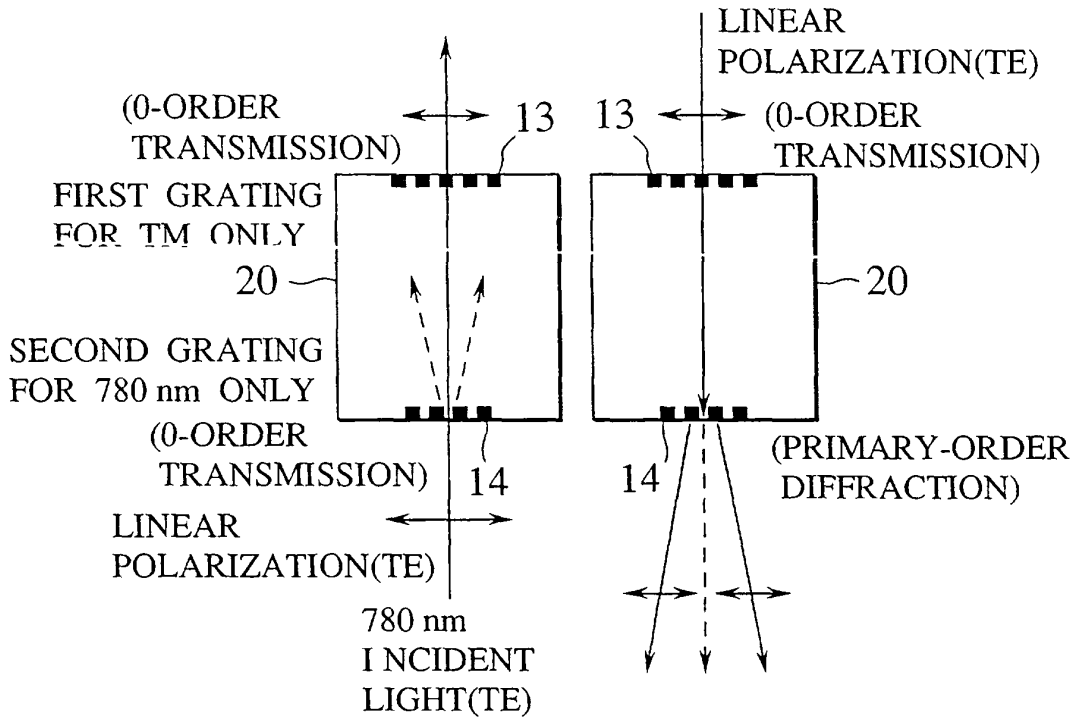 LINEAR
POLARIZATION(TE)
(0-ORDER
TRANSMISSION)
13
13
(0-ORDER
TRANSMISSION)
FIRST GRATING
FOR TM ONLY
20
20
SECOND GRATING
FOR 780 nm ONLY
(0-ORDER
TRANSMISSION)
14
14
(PRIMARY-ORDER
DIFFRACTION)
LINEAR
POLARIZATION(TE)
780 nm
I NCIDENT
LIGHT(TE)